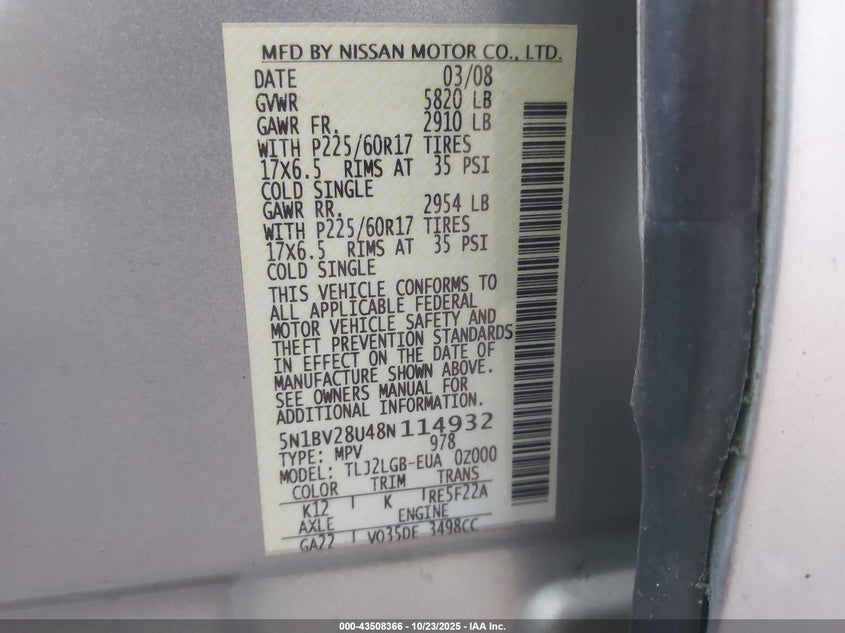 MFD BY NISSAN MOTOR CO., LTD.
DATE 03/08
GVWR 5820 LB
GAWR FR. 2910 LB
WITH P225/60R17 TIRES
17X6.5 RIMS AT 35 PSI
COLD SINGLE
GAWR RR. 2954 LB
WITH P225/60R17 TIRES
17X6.5 RIMS AT 35 PSI
COLD SINGLE
THIS VEHICLE CONFORMS TO
ALL APPLICABLE FEDERAL
MOTOR VEHICLE SAFETY AND
THEFT PREVENTION STANDARDS
IN EFFECT ON THE DATE OF
MANUFACTURE SHOWN ABOVE.
SEE OWNERS MANUAL FOR
ADDITIONAL INFORMATION.
5N1BV28U48N114932
TYPE: MPV 978
MODEL: TLJ2LGB-EUA 0Z000
COLOR TRIM TRANS
K12 K RE5F22A
AXLE ENGINE
GA22 VQ35DE 3498CC
000-43508366 - 10/23/2025 - IAA Inc.